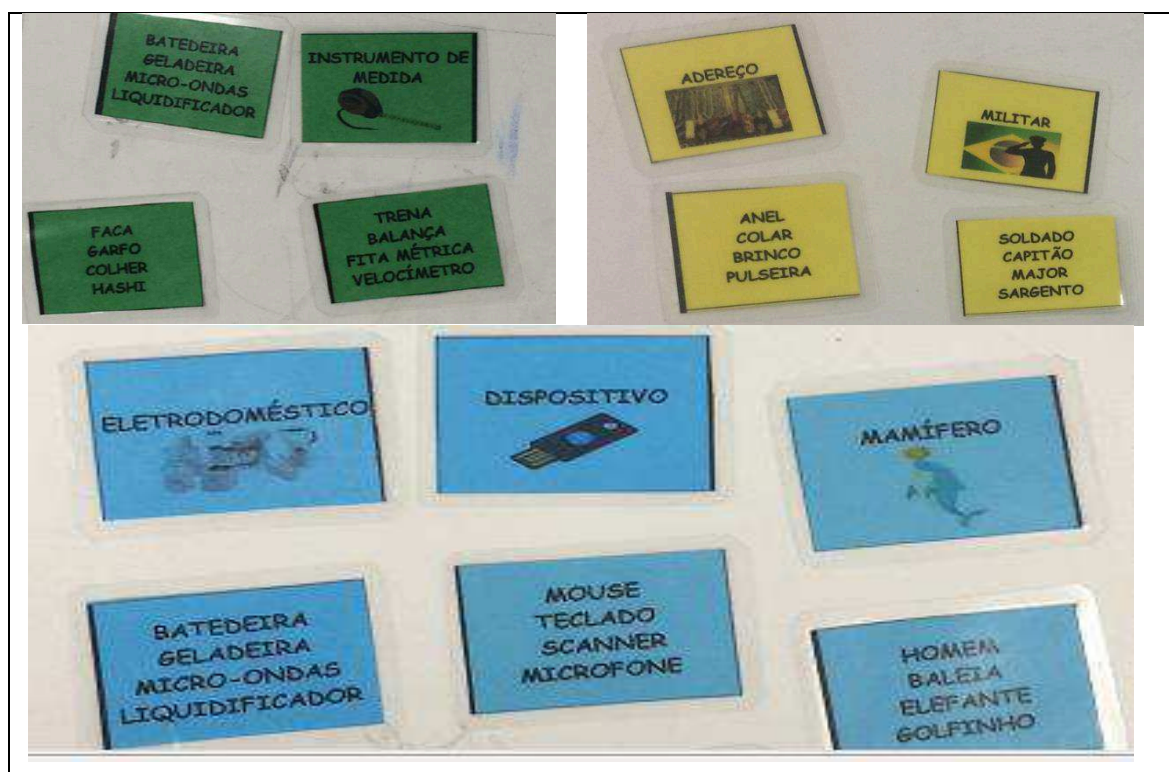 BATEDEIRA
GELADEIRA
MICRO-ONDAS
LIQUIDIFICADOR
INSTRUMENTO DE
MEDIDA
FACA
GARFO
COLHER
HASHI
TRENA
BALANÇA
FITA MÉTRICA
VELOCÍMETRO
ADEREÇO
MILITAR
ANEL
COLAR
BRINCO
PULSEIRA
SOLDADO
CAPITÃO
MAJOR
SARGENTO
ELETRODOMÉSTICO
DISPOSITIVO
MAMÍFERO
BATEDEIRA
GELADEIRA
MICRO-ONDAS
LIQUIDIFICADOR
MOUSE
TECLADO
SCANNER
MICROFONE
HOMEM
BALEIA
ELEFANTE
GOLFINHO